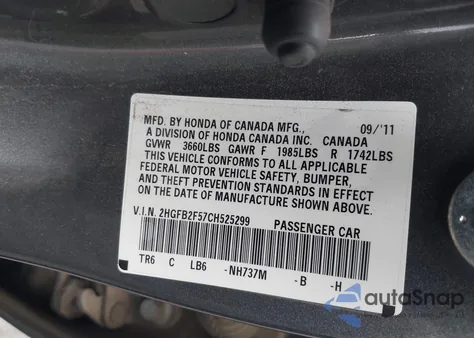 MFD. BY HONDA OF CANADA MFG., 09/'11
A DIVISION OF HONDA CANADA INC. CANADA
GVWR 3660LBS GAWR F 1985LBS R 1742LBS
THIS VEHICLE CONFORMS TO ALL APPLICABLE
FEDERAL MOTOR VEHICLE SAFETY, BUMPER,
AND THEFT PREVENTION STANDARDS IN EFFECT
ON THE DATE OF MANUFACTURE SHOWN ABOVE.
V.I.N. 2HGFB2F57CH525299 PASSENGER CAR
TR6 C LB6 -NH737M -B -H
autaSnap